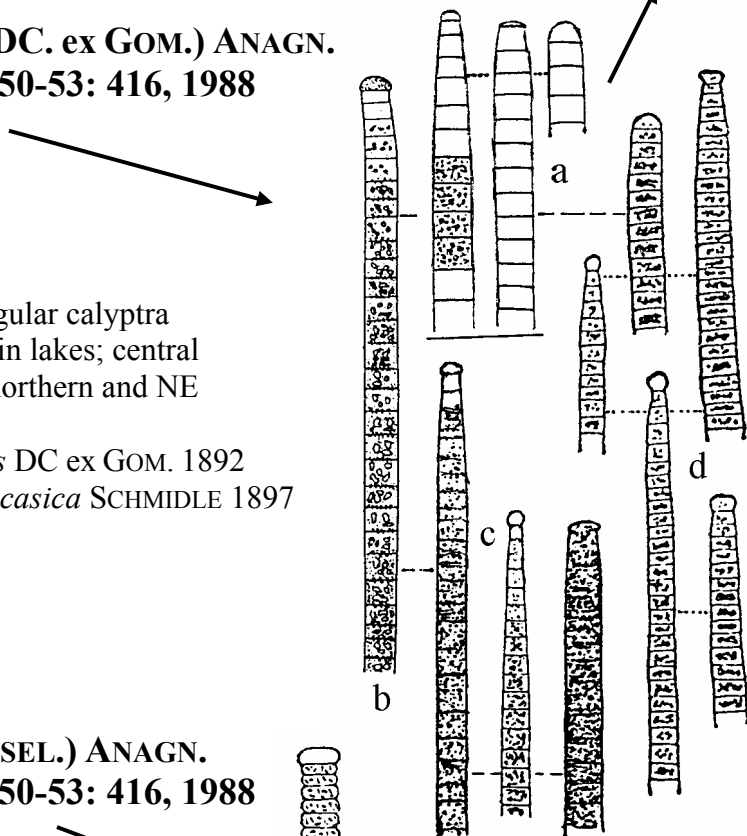 DC. ex GOM.) ANAGN.
50-53: 416, 1988
gular calyptra
in lakes; central
northern and NE
DC ex GOM. 1892
casica SCHMIDLE 1897
a
b
c
d
SEL.) ANAGN.
50-53: 416, 1988